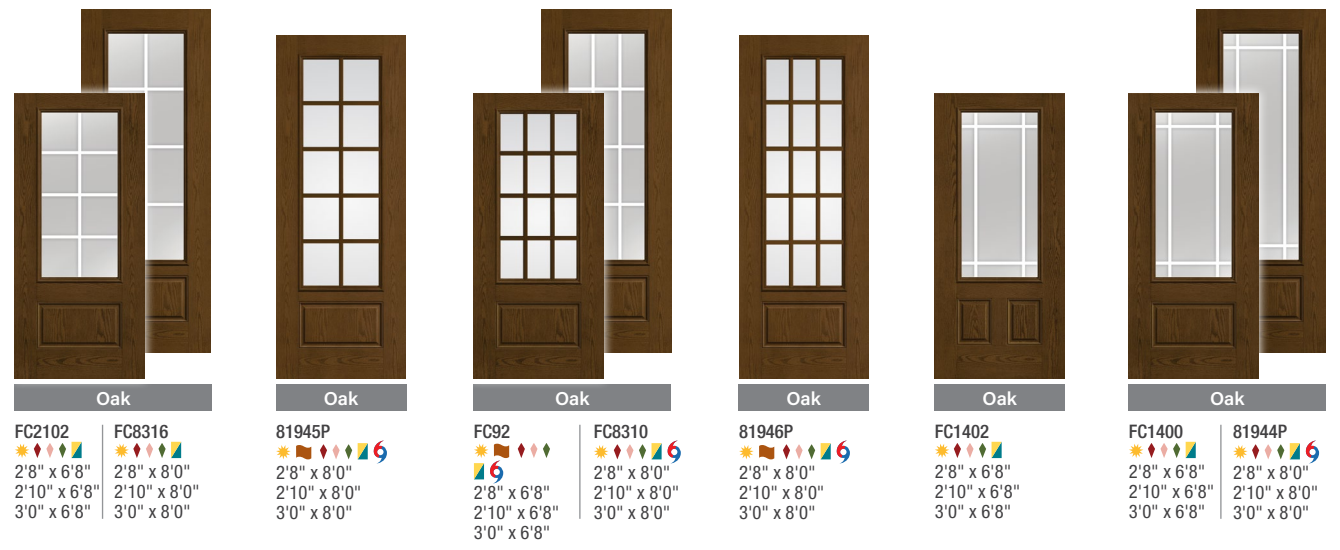 Oak
FC2102
2'8" x 6'8"
2'10" x 6'8"
3'0" x 6'8"
FC8316
2'8" x 8'0"
2'10" x 8'0"
3'0" x 8'0"
Oak
81945P
2'8" x 8'0"
2'10" x 8'0"
3'0" x 8'0"
Oak
FC92
2'8" x 6'8"
2'10" x 6'8"
3'0" x 6'8"
FC8310
2'8" x 8'0"
2'10" x 8'0"
3'0" x 8'0"
Oak
81946P
2'8" x 8'0"
2'10" x 8'0"
3'0" x 8'0"
Oak
FC1402
2'8" x 6'8"
2'10" x 6'8"
3'0" x 6'8"
Oak
FC1400
2'8" x 6'8"
2'10" x 6'8"
3'0" x 6'8"
81944P
2'8" x 8'0"
2'10" x 8'0"
3'0" x 8'0"